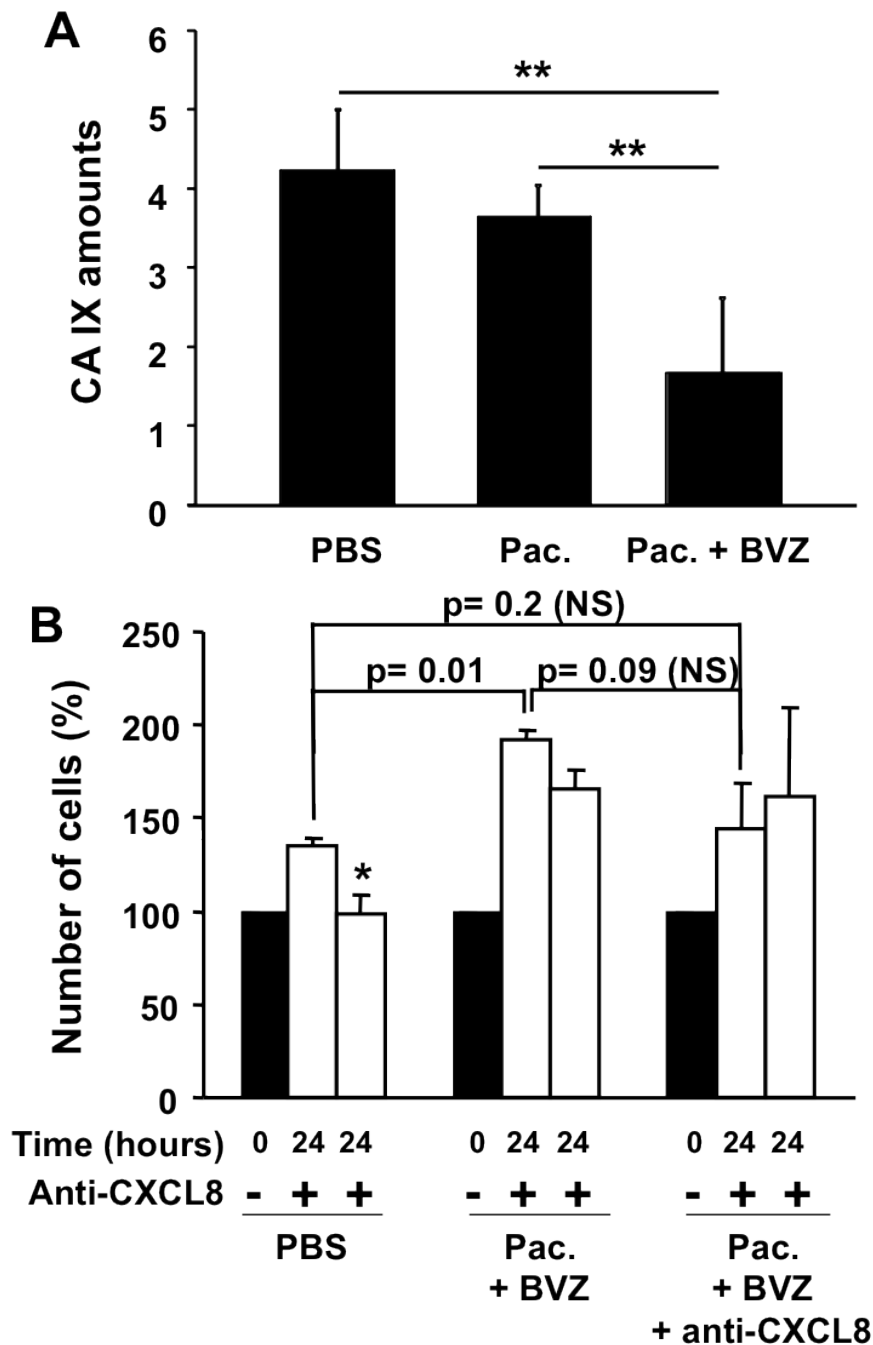 A
6
5
4
3
2
1
0
CA IX amounts
**
**
PBS Pac. Pac. + BVZ
B
250
200
150
100
50
0
Number of cells (%)
p= 0.2 (NS)
p= 0.01 p= 0.09 (NS)
*
Time (hours) 0 24 24 0 24 24 0 24 24
Anti-CXCL8 - + + - + + - + +
PBS Pac. Pac.
+ BVZ + BVZ
+ anti-CXCL8